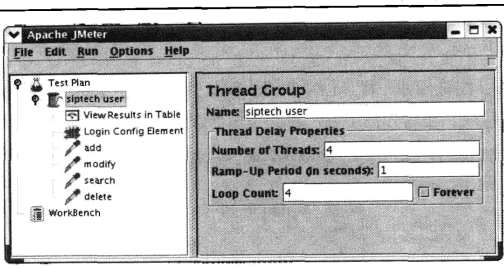 Apache JMeter
File Edit Run Options Help
Test Plan
siptech user
View Results in Table
Login Config Element
add
modify
search
delete
WorkBench
Thread Group
Name: siptech user
Thread Delay Properties
Number of Threads: 4
Ramp-Up Period (in seconds): 1
Loop Count: 4 Forever